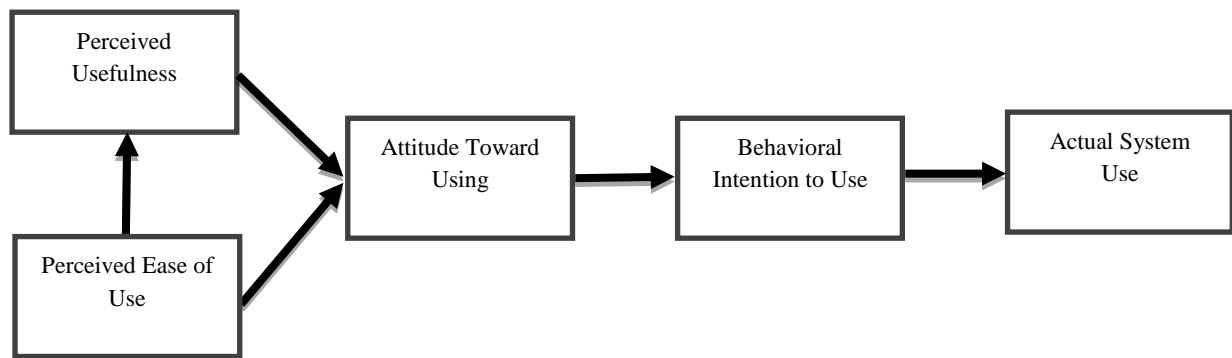 Perceived
Usefulness
Perceived Ease of
Use
Attitude Toward
Using
Behavioral
Intention to Use
Actual System
Use